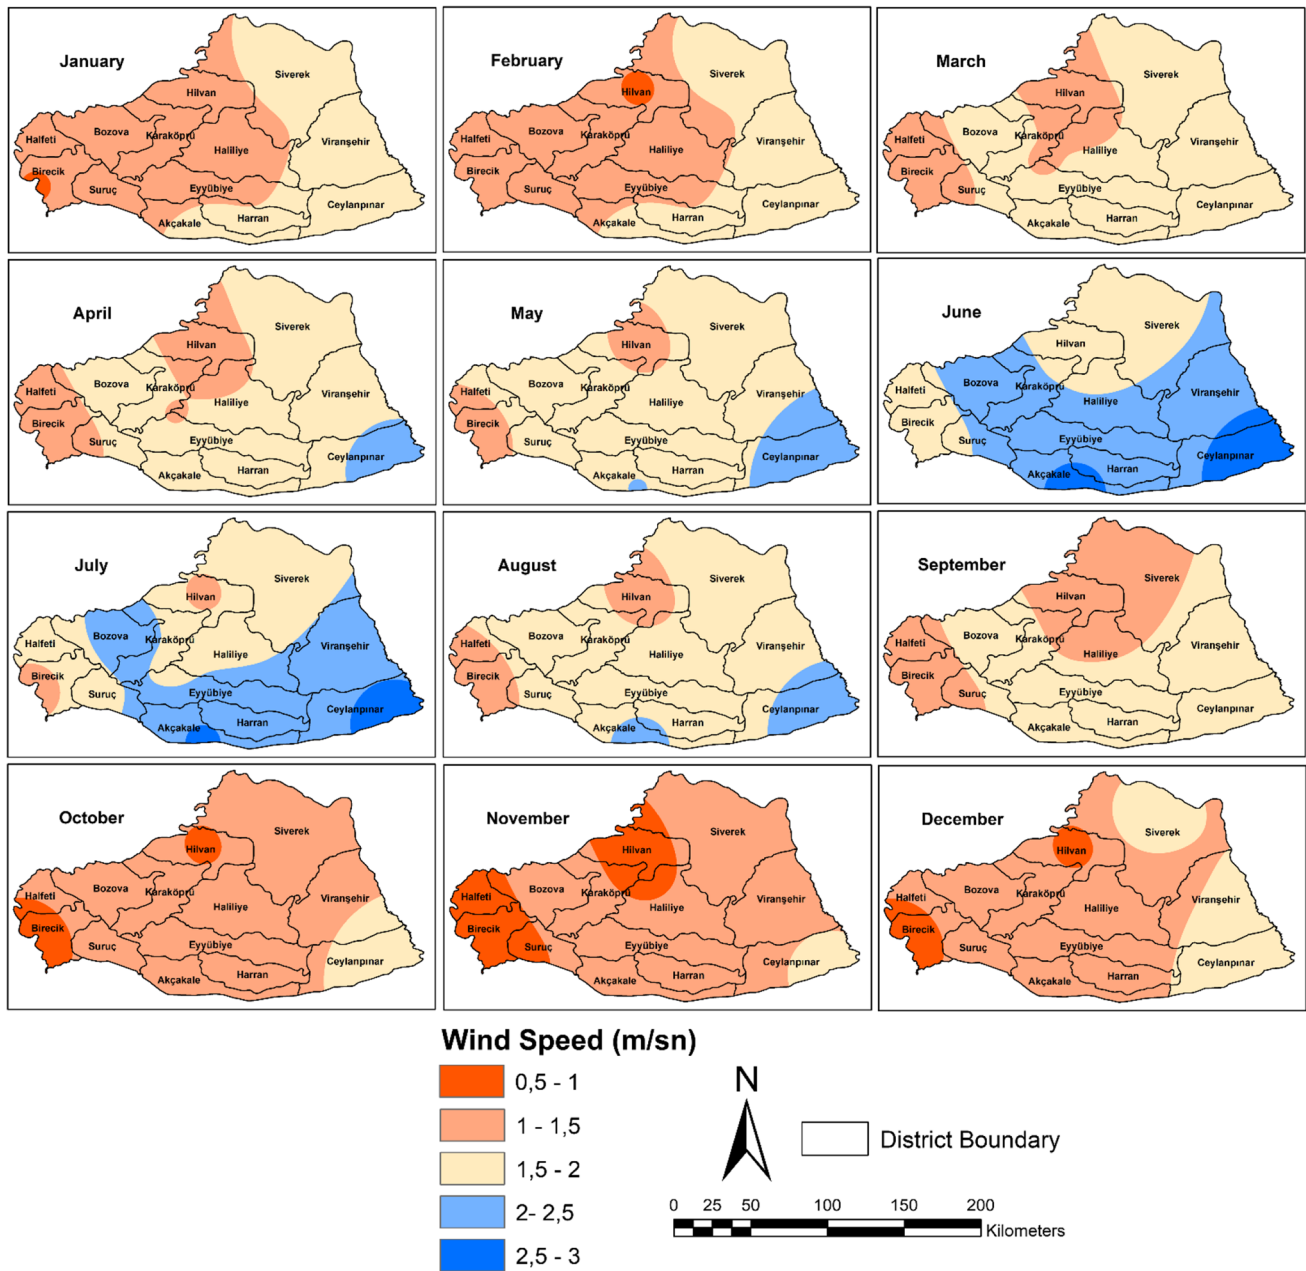 January
Siverek
Hilvan
Bozova
Karaköprü
Viranşehir
Halfeti
Haliliye
Birecik
Suruç
Eyyübiye
Ceylanpınar
Akçakale
Harran
February
Siverek
Hilvan
Bozova
Karaköprü
Viranşehir
Halfeti
Haliliye
Birecik
Suruç
Eyyübiye
Ceylanpınar
Akçakale
Harran
March
Siverek
Hilvan
Bozova
Karaköprü
Viranşehir
Halfeti
Haliliye
Birecik
Suruç
Eyyübiye
Ceylanpınar
Akçakale
Harran
April
Siverek
Hilvan
Bozova
Karaköprü
Viranşehir
Halfeti
Haliliye
Birecik
Suruç
Eyyübiye
Ceylanpınar
Akçakale
Harran
May
Siverek
Hilvan
Bozova
Karaköprü
Viranşehir
Halfeti
Haliliye
Birecik
Suruç
Eyyübiye
Ceylanpınar
Akçakale
Harran
June
Siverek
Hilvan
Bozova
Karaköprü
Viranşehir
Halfeti
Haliliye
Birecik
Suruç
Eyyübiye
Ceylanpınar
Akçakale
Harran
July
Siverek
Hilvan
Bozova
Karaköprü
Viranşehir
Halfeti
Haliliye
Birecik
Suruç
Eyyübiye
Ceylanpınar
Akçakale
Harran
August
Siverek
Hilvan
Bozova
Karaköprü
Viranşehir
Halfeti
Haliliye
Birecik
Suruç
Eyyübiye
Ceylanpınar
Akçakale
Harran
September
Siverek
Hilvan
Bozova
Karaköprü
Viranşehir
Halfeti
Haliliye
Birecik
Suruç
Eyyübiye
Ceylanpınar
Akçakale
Harran
October
Siverek
Hilvan
Bozova
Karaköprü
Viranşehir
Halfeti
Haliliye
Birecik
Suruç
Eyyübiye
Ceylanpınar
Akçakale
Harran
November
Siverek
Hilvan
Bozova
Karaköprü
Viranşehir
Halfeti
Haliliye
Birecik
Suruç
Eyyübiye
Ceylanpınar
Akçakale
Harran
December
Siverek
Hilvan
Bozova
Karaköprü
Viranşehir
Halfeti
Haliliye
Birecik
Suruç
Eyyübiye
Ceylanpınar
Akçakale
Harran
Wind Speed (m/sn)
0,5 - 1
1 - 1,5
1,5 - 2
2- 2,5
2,5 - 3
N
District Boundary
0 25 50 100 150 200
Kilometers